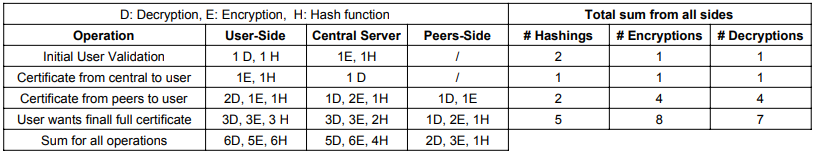 D: Decryption, E: Encryption, H: Hash function Total sum from all sides
Operation User-Side Central Server Peers-Side # Hashings # Encryptions # Decryptions
Initial User Validation 1 D, 1 H 1E, 1H / 2 1 1
Certificate from central to user 1E, 1H 1 D / 1 1 1
Certificate from peers to user 2D, 1E, 1H 1D, 2E, 1H 1D, 1E 2 4 4
User wants finall full certificate 3D, 3E, 3 H 3D, 3E, 2H 1D, 2E, 1H 5 8 7
Sum for all operations 6D, 5E, 6H 5D, 6E, 4H 2D, 3E, 1H